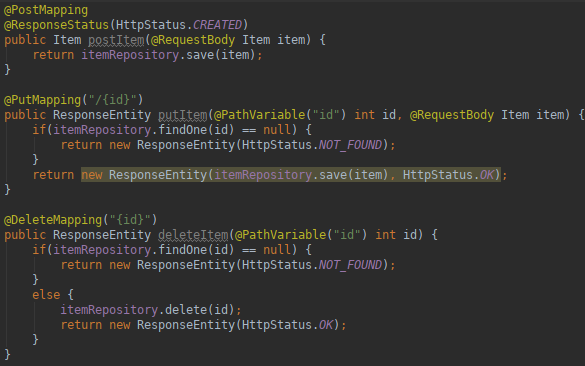 @PostMapping
@ResponseStatus(HttpStatus.CREATED)
public Item postItem(@RequestBody Item item) {
    return itemRepository.save(item);
}

@PutMapping("/{id}")
public ResponseEntity putItem(@PathVariable("id") int id, @RequestBody Item item) {
    if(itemRepository.findOne(id) == null) {
        return new ResponseEntity(HttpStatus.NOT_FOUND);
    }
    return new ResponseEntity(itemRepository.save(item), HttpStatus.OK);
}

@DeleteMapping("{id}")
public ResponseEntity deleteItem(@PathVariable("id") int id) {
    if(itemRepository.findOne(id) == null) {
        return new ResponseEntity(HttpStatus.NOT_FOUND);
    }
    else {
        itemRepository.delete(id);
        return new ResponseEntity(HttpStatus.OK);
    }
}